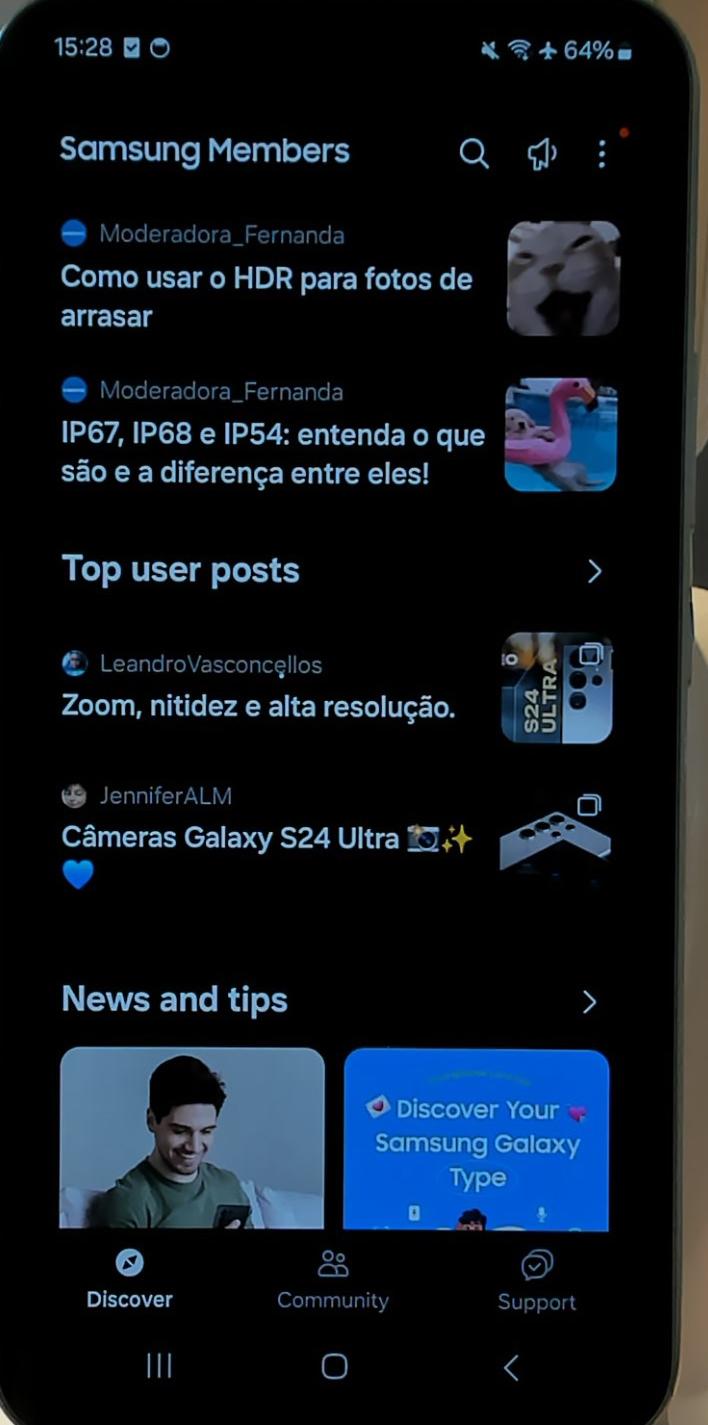 15:28
64%
Samsung Members
Moderadora_Fernanda
Como usar o HDR para fotos de
arrasar
Moderadora_Fernanda
IP67, IP68 e IP54: entenda o que
são e a diferença entre eles!
Top user posts
LeandroVasconcellos
Zoom, nitidez e alta resolução.
S24
ULTRA
JenniferALM
Câmeras Galaxy S24 Ultra 📷✨
💙
News and tips
💌 Discover Your 💘
Samsung Galaxy
Type
Discover
Community
Support